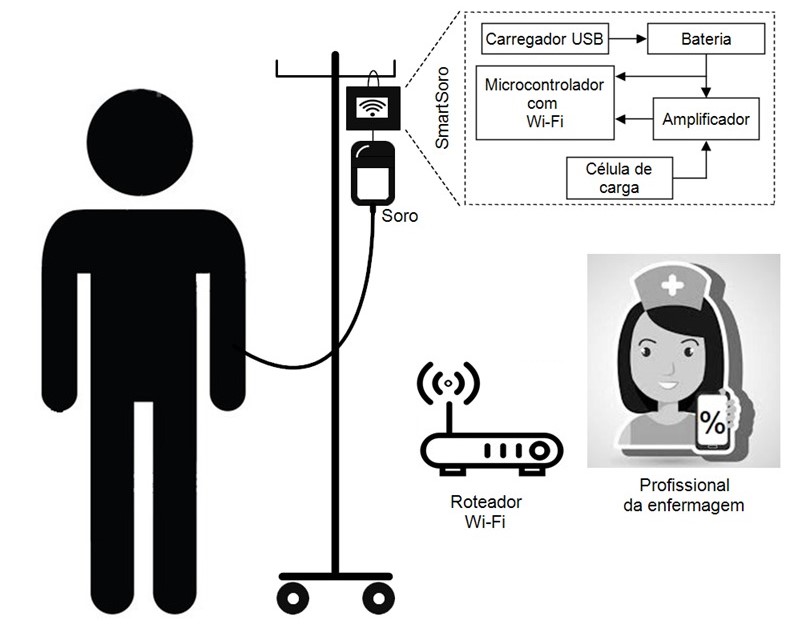 Carregador USB
Bateria
Microcontrolador
com
Wi-Fi
Amplificador
Célula de
carga
SmartSoro
Soro
%
Roteador
Wi-Fi
Profissional
da enfermagem